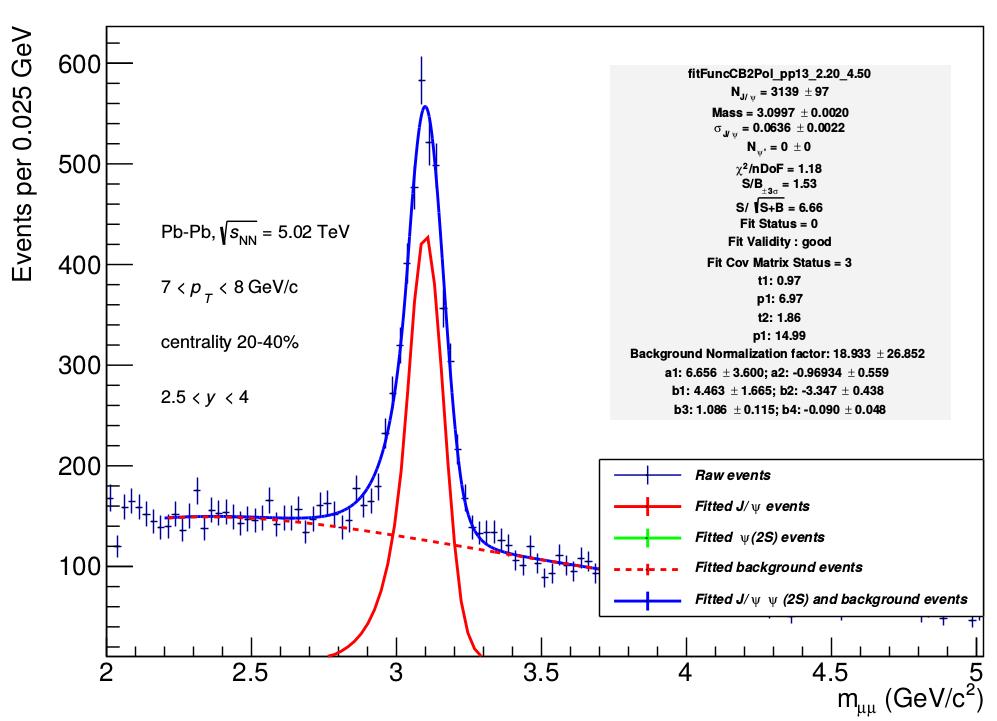 Events per 0.025 GeV
600
500
400
300
200
100
2
2.5
3
3.5
4
4.5
5
m_μμ (GeV/c²)
Pb-Pb, √s_NN = 5.02 TeV
7 < p_T < 8 GeV/c
centrality 20-40%
2.5 < y < 4
fitFuncCB2Pol_pp13_2.20_4.50
N_J/ψ = 3139 ± 97
Mass = 3.0997 ± 0.0020
σ_J/ψ = 0.0636 ± 0.0022
N_ψ' = 0 ± 0
χ²/nDoF = 1.18
S/B_±3σ = 1.53
S/ √S+B = 6.66
Fit Status = 0
Fit Validity : good
Fit Cov Matrix Status = 3
t1: 0.97
p1: 6.97
t2: 1.86
p1: 14.99
Background Normalization factor: 18.933 ± 26.852
a1: 6.656 ± 3.600; a2: -0.96934 ± 0.559
b1: 4.463 ± 1.665; b2: -3.347 ± 0.438
b3: 1.086 ± 0.115; b4: -0.090 ± 0.048
Raw events
Fitted J/ψ events
Fitted ψ(2S) events
Fitted background events
Fitted J/ψ ψ (2S) and background events